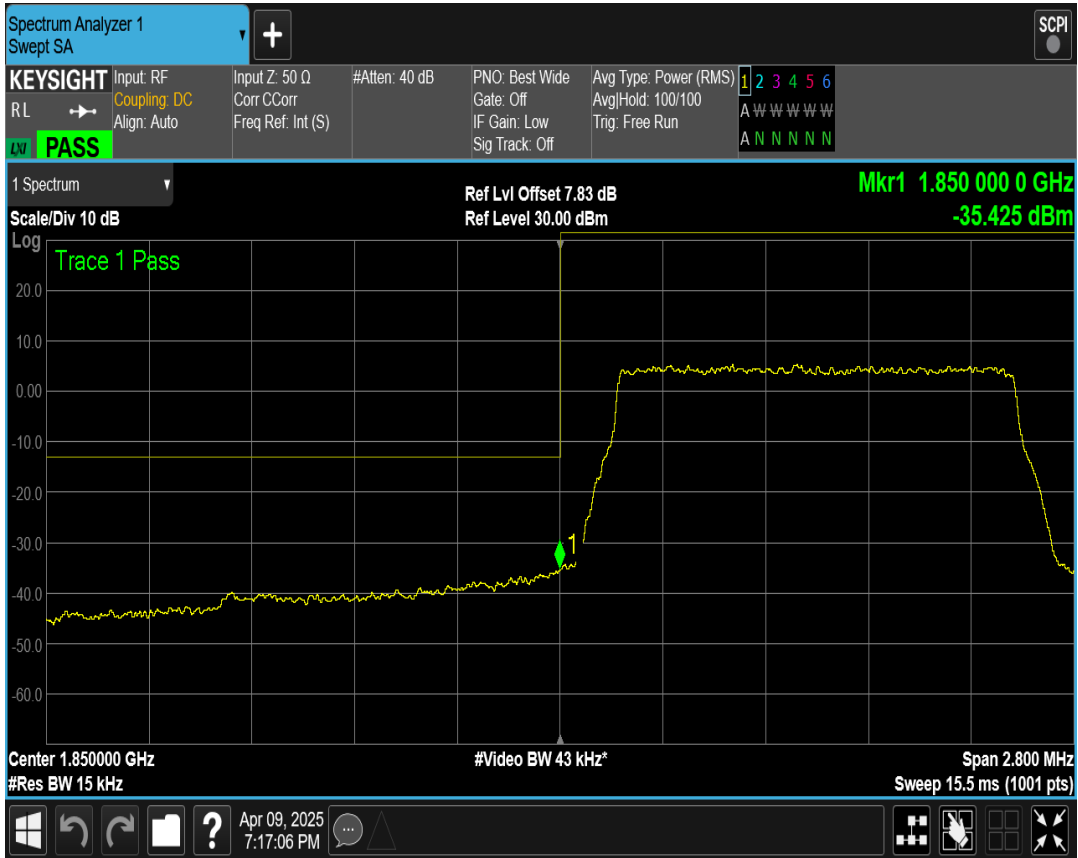 Spectrum Analyzer 1
Swept SA
+
SCPI
KEYSIGHT
RL
LXI PASS
Input: RF
Coupling: DC
Align: Auto
Input Z: 50 Ω
Corr CCorr
Freq Ref: Int (S)
#Atten: 40 dB
PNO: Best Wide
Gate: Off
IF Gain: Low
Sig Track: Off
Avg Type: Power (RMS)
Avg|Hold: 100/100
Trig: Free Run
1 2 3 4 5 6
A W W W W W
A N N N N N
1 Spectrum
Scale/Div 10 dB
Ref Lvl Offset 7.83 dB
Ref Level 30.00 dBm
Mkr1 1.850 000 0 GHz
-35.425 dBm
Log
Trace 1 Pass
20.0
10.0
0.00
-10.0
-20.0
-30.0
1
-40.0
-50.0
-60.0
Center 1.850000 GHz
#Video BW 43 kHz*
Span 2.800 MHz
#Res BW 15 kHz
Sweep 15.5 ms (1001 pts)
?
Apr 09, 2025
7:17:06 PM